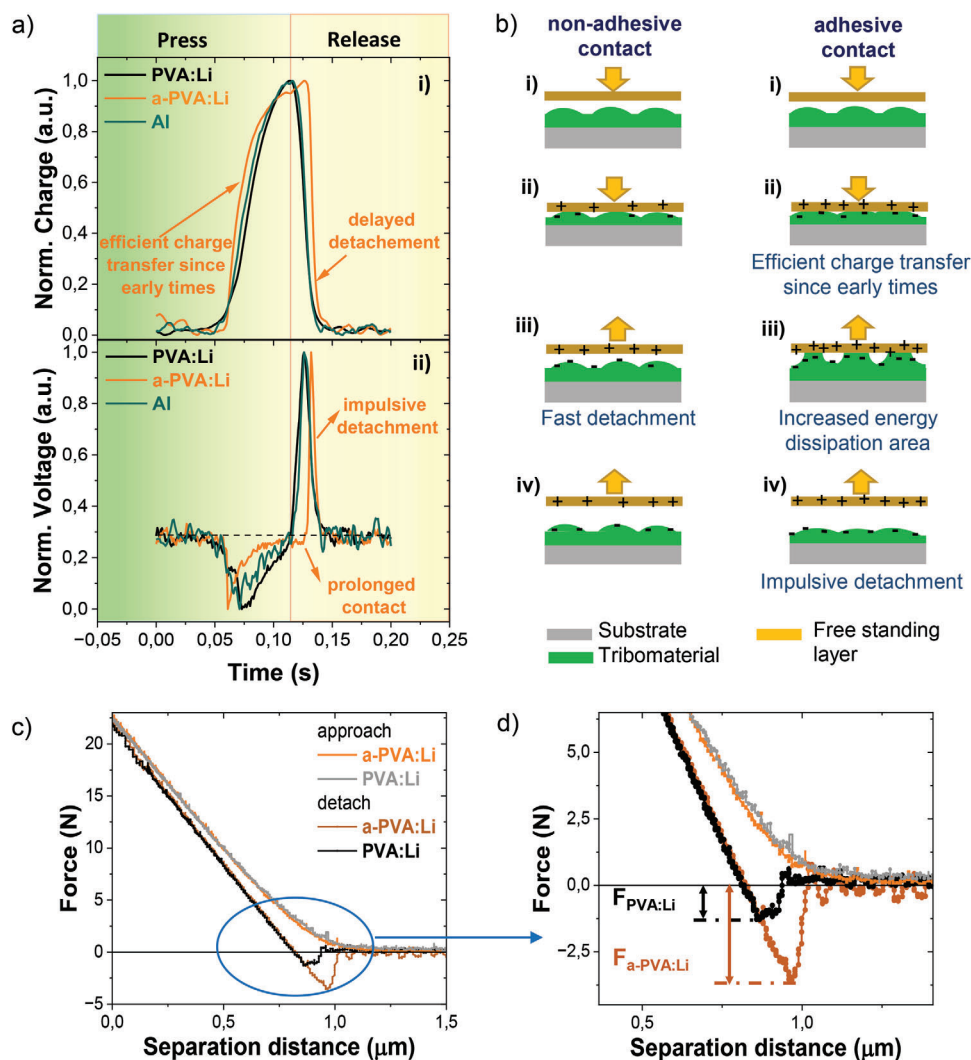 a)
Press
Release
Norm. Charge (a.u.)
1,0
0,8
0,6
0,4
0,2
0,0
PVA:Li
a-PVA:Li
Al
i)
efficient charge
transfer since
early times
delayed
detachement
Norm. Voltage (a.u.)
1,0
0,8
0,6
0,4
0,2
0,0
PVA:Li
a-PVA:Li
Al
ii)
impulsive
detachment
prolonged
contact
−0,05
0,00
0,05
0,10
0,15
0,20
0,25
Time (s)
b)
non-adhesive
contact
adhesive
contact
i)
i)
ii)
+ + + +
ii)
+ + + + + +
Efficient charge transfer
since early times
iii)
+ + + + +
Fast detachment
iii)
Increased energy
dissipation area
iv)
+ + + +
iv)
Impulsive detachment
Substrate
Tribomaterial
Free standing
layer
c)
Force (N)
20
15
10
5
0
−5
approach
a-PVA:Li
PVA:Li
detach
a-PVA:Li
PVA:Li
0,0
0,5
1,0
1,5
Separation distance (μm)
d)
Force (N)
5,0
2,5
0,0
−2,5
F PVA:Li
F a-PVA:Li
0,5
1,0
Separation distance (μm)